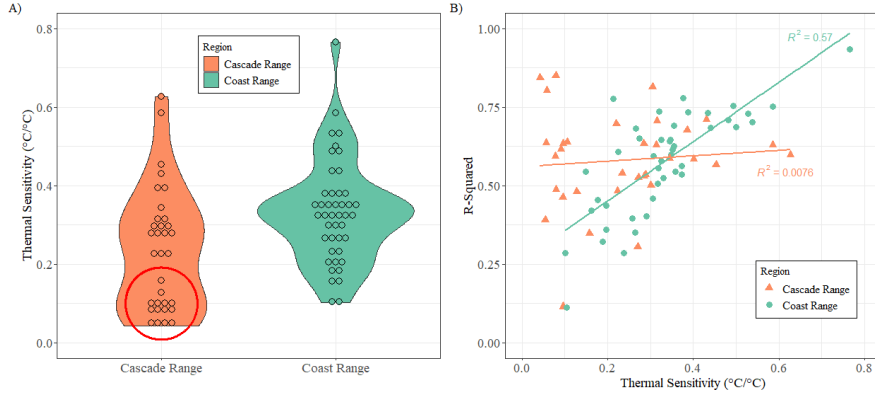 A)
Thermal Sensitivity (°C/°C)
0.8
0.6
0.4
0.2
0.0
Region
Cascade Range
Coast Range
Cascade Range
Coast Range
B)
R-Squared
1.00
0.75
0.50
0.25
0.00
R² = 0.57
R² = 0.0076
Region
Cascade Range
Coast Range
0.0
0.2
0.4
0.6
0.8
Thermal Sensitivity (°C/°C)